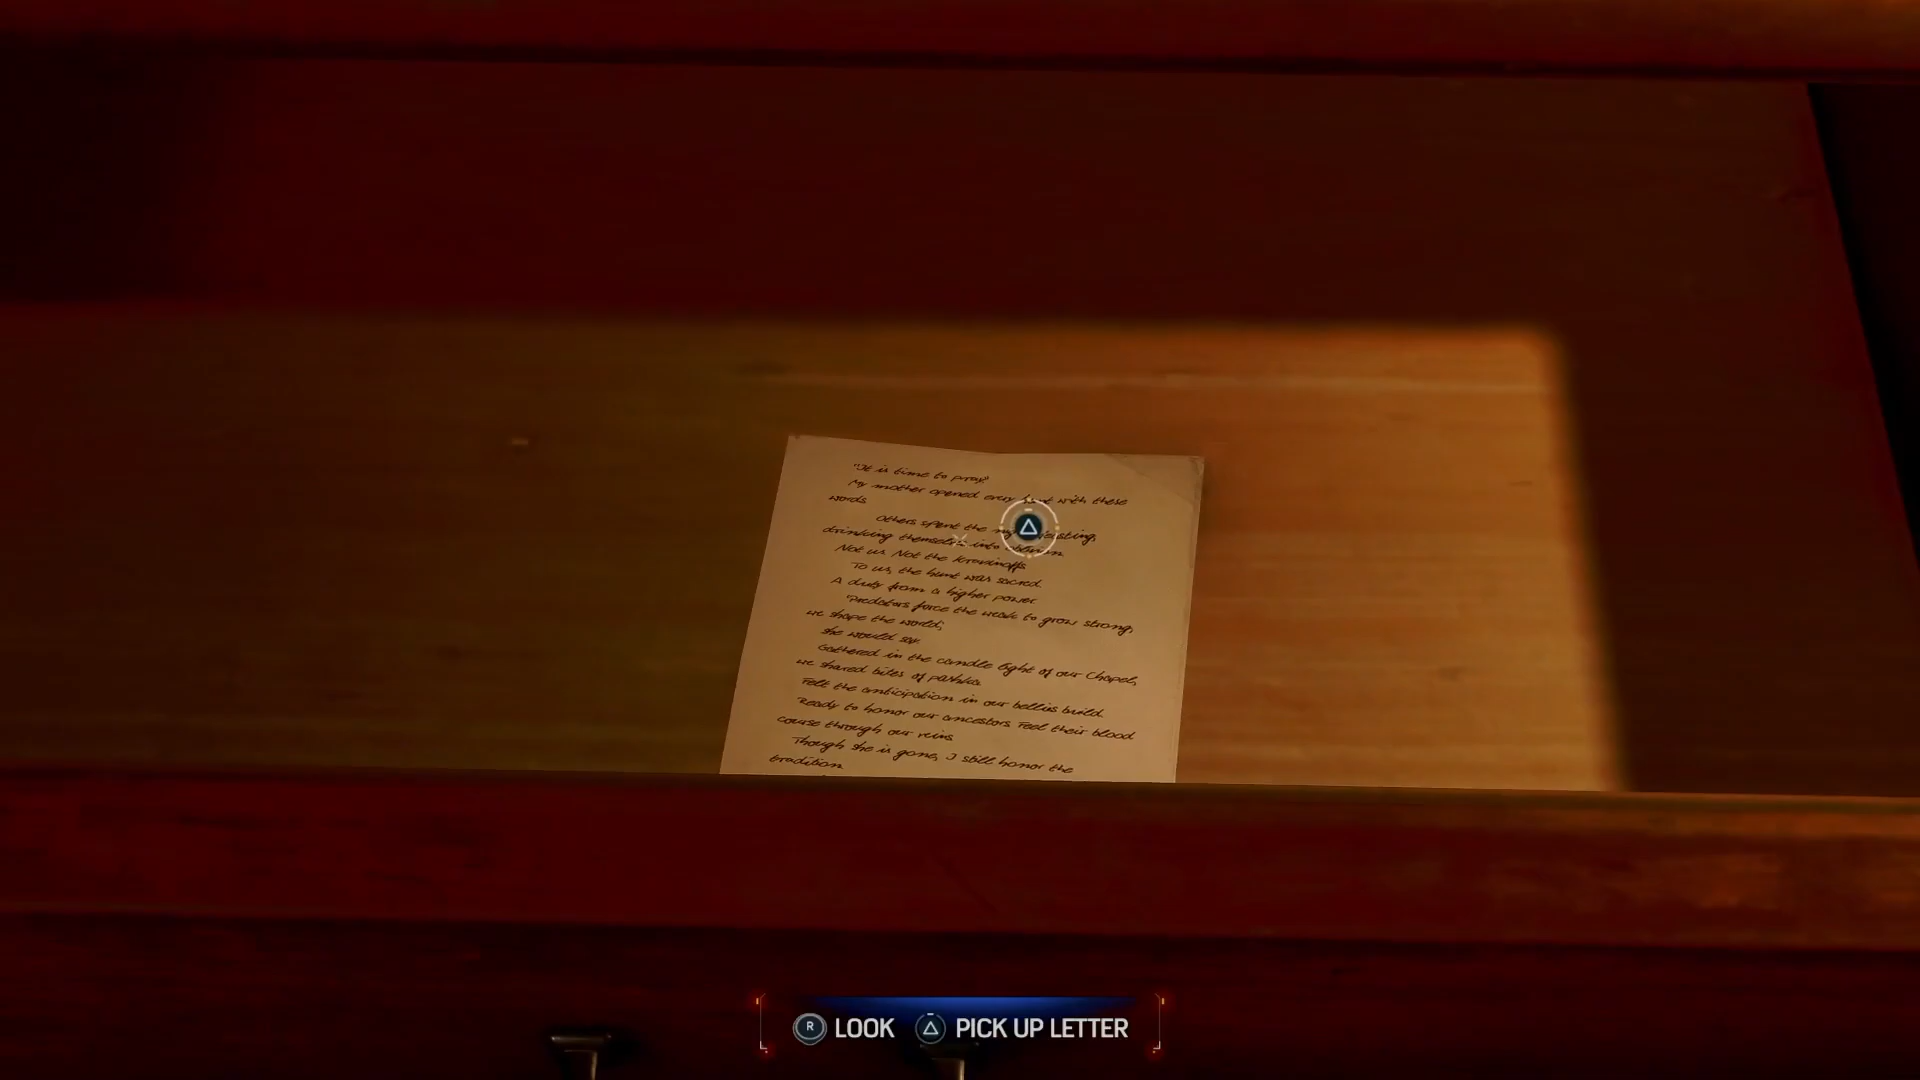 "It is time to pray."
My mother opened every hunt with these
words
Others spent the
drinking themselves into oblivion
Not us. Not the Kravinoffs
To us, the hunt was sacred.
A duty from a higher power
"Predators force the weak to grow strong,
we shape the world,"
she would say.
Gathered in the candle light of our Chapel,
we shared bites of pashka.
Felt the anticipation in our bellies build.
Ready to honor our ancestors. Feel their blood
course through our veins
Though she is gone, I still honor the
tradition
R LOOK PICK UP LETTER